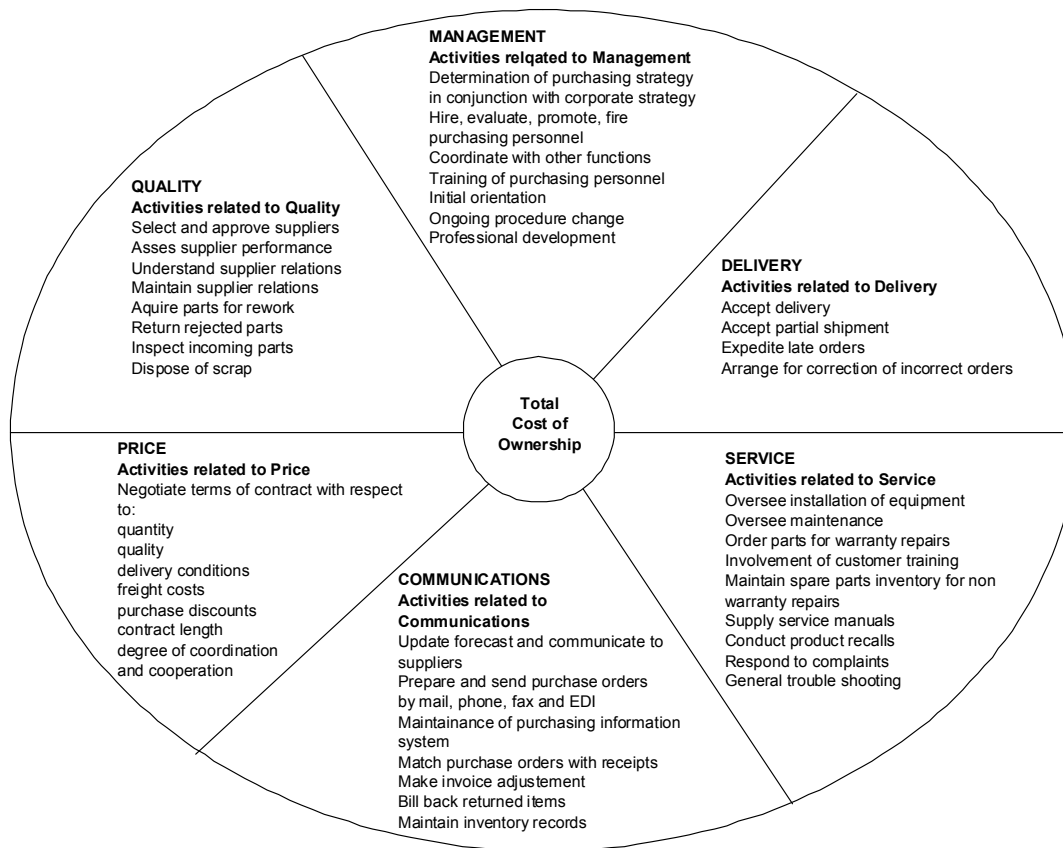 MANAGEMENT
Activities relqated to Management
Determination of purchasing strategy
in conjunction with corporate strategy
Hire, evaluate, promote, fire
purchasing personnel
Coordinate with other functions
Training of purchasing personnel
Initial orientation
Ongoing procedure change
Professional development
QUALITY
Activities related to Quality
Select and approve suppliers
Asses supplier performance
Understand supplier relations
Maintain supplier relations
Aquire parts for rework
Return rejected parts
Inspect incoming parts
Dispose of scrap
DELIVERY
Activities related to Delivery
Accept delivery
Accept partial shipment
Expedite late orders
Arrange for correction of incorrect orders
Total
Cost of
Ownership
PRICE
Activities related to Price
Negotiate terms of contract with respect
to:
quantity
quality
delivery conditions
freight costs
purchase discounts
contract length
degree of coordination
and cooperation
COMMUNICATIONS
Activities related to
Communications
Update forecast and communicate to
suppliers
Prepare and send purchase orders
by mail, phone, fax and EDI
Maintainance of purchasing information
system
Match purchase orders with receipts
Make invoice adjustement
Bill back returned items
Maintain inventory records
SERVICE
Activities related to Service
Oversee installation of equipment
Oversee maintenance
Order parts for warranty repairs
Involvement of customer training
Maintain spare parts inventory for non
warranty repairs
Supply service manuals
Conduct product recalls
Respond to complaints
General trouble shooting